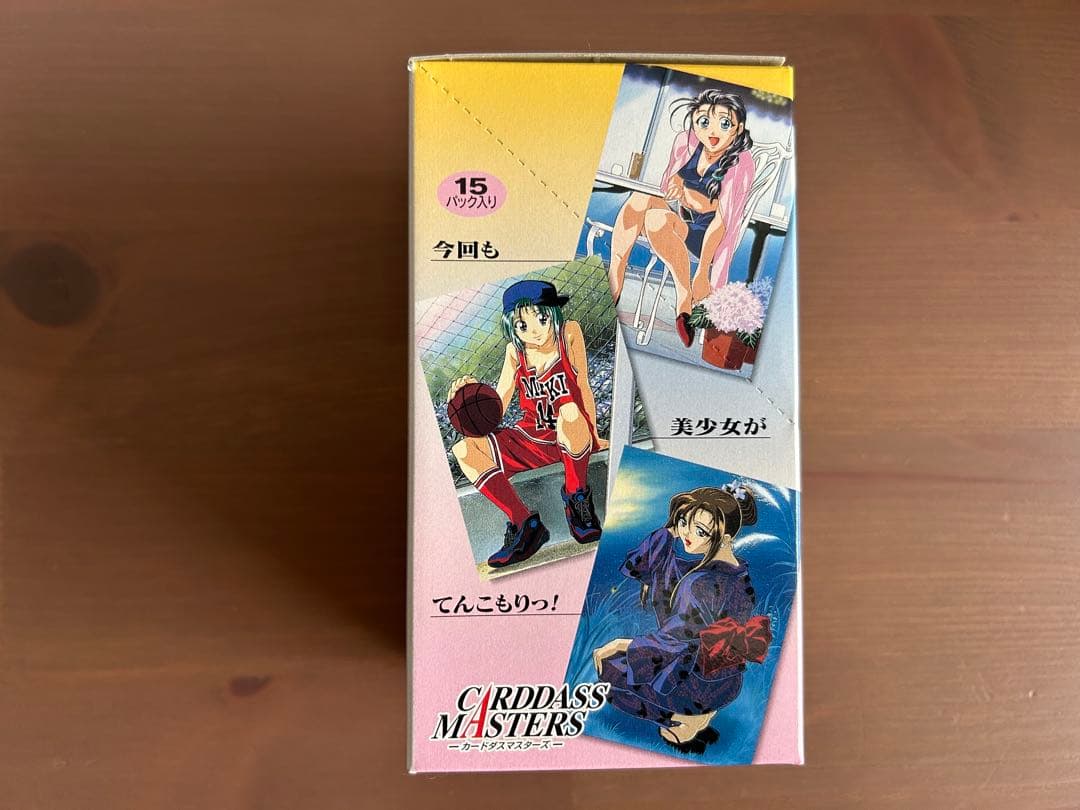 15
パック入り
今回も
MAKI
14
美少女が
てんこもりっ!
CARDDASS
MASTERS
ーカードダスマスターズー